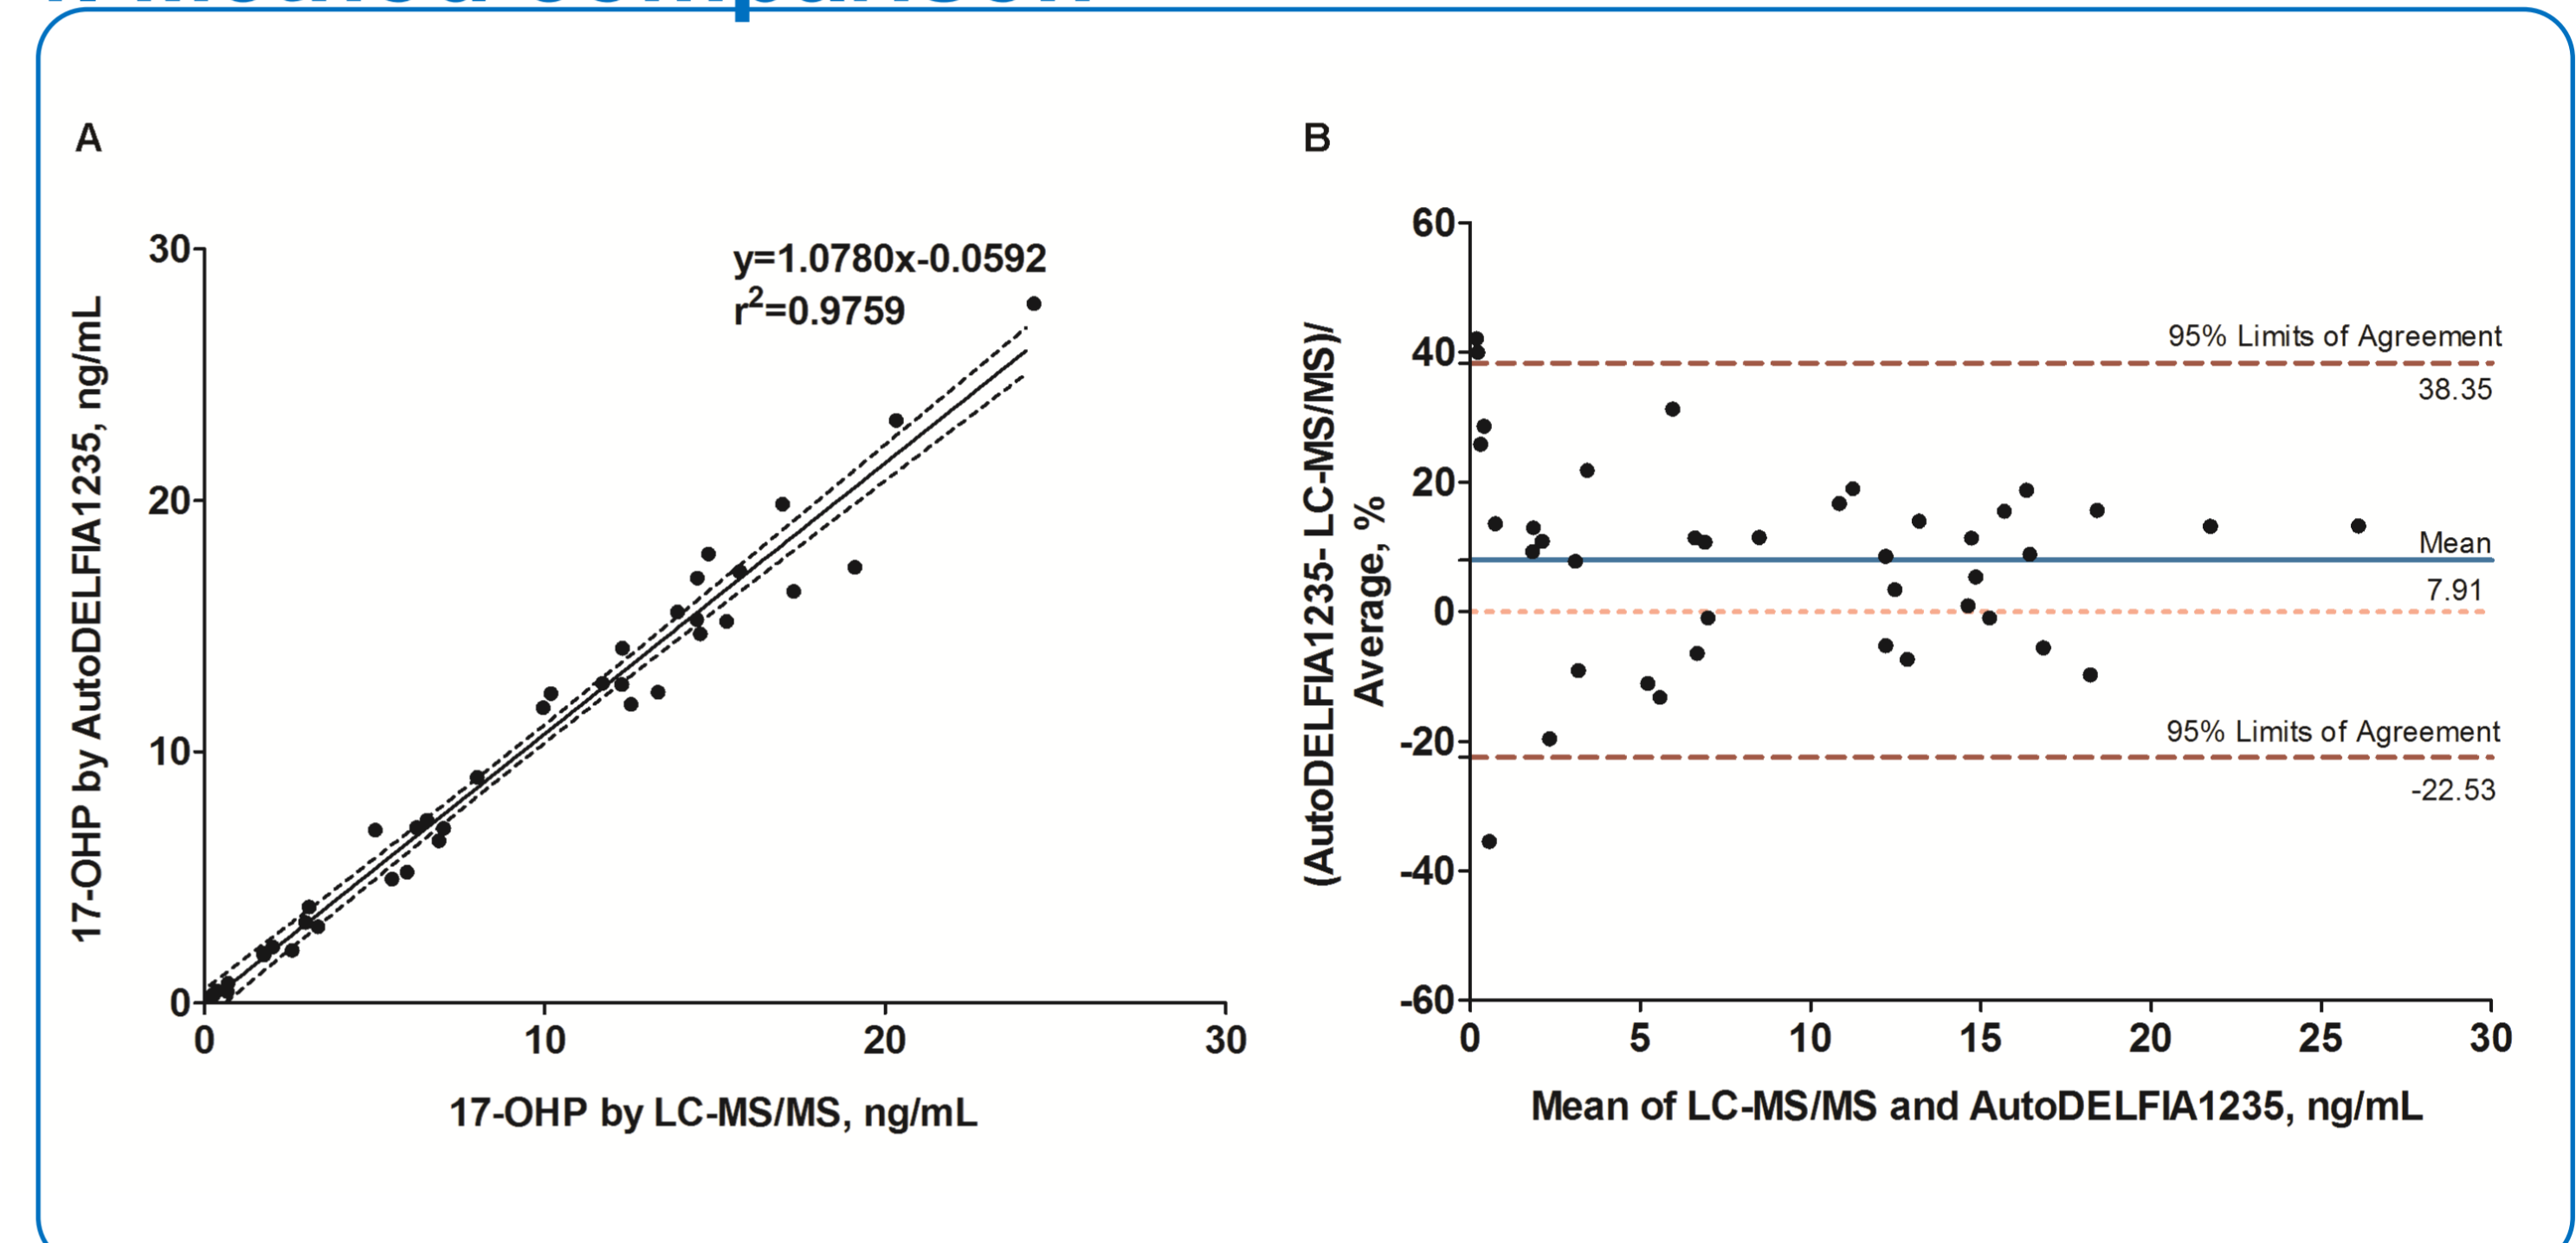 A
30
20
10
0
0
10
20
30
y=1.0780x-0.0592
r²=0.9759
17-OHP by AutoDELFIA1235, ng/mL
17-OHP by LC-MS/MS, ng/mL
B
60
40
20
0
-20
-40
-60
0
5
10
15
20
25
30
(AutoDELFIA1235- LC-MS/MS)/
Average, %
95% Limits of Agreement
38.35
Mean
7.91
95% Limits of Agreement
-22.53
Mean of LC-MS/MS and AutoDELFIA1235, ng/mL